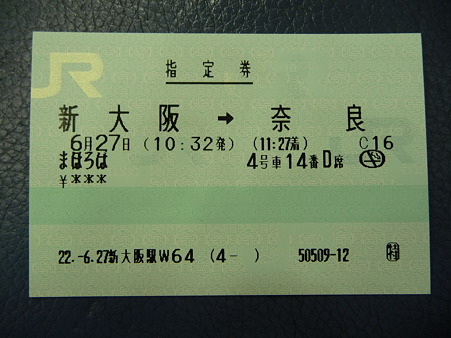 JR
指定券
新大阪 → 奈良
6月27日 (10:32発) (11:27着) C16
まほろば 4号車14番D席
¥***
22.-6.27新大阪駅W64 (4- ) 50509-12